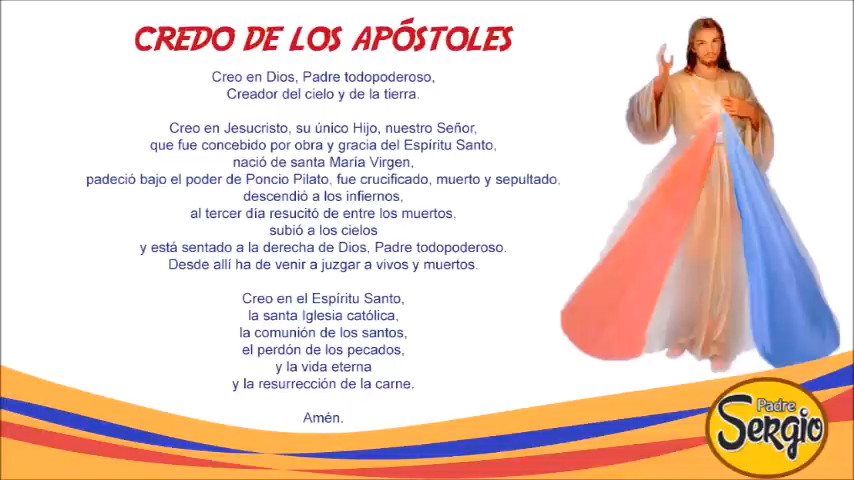 CREDO DE LOS APÓSTOLES
Creo en Dios, Padre todopoderoso,
Creador del cielo y de la tierra.
Creo en Jesucristo, su único Hijo, nuestro Señor,
que fue concebido por obra y gracia del Espíritu Santo,
nació de santa María Virgen,
padeció bajo el poder de Poncio Pilato, fue crucificado, muerto y sepultado,
descendió a los infiernos,
al tercer día resucitó de entre los muertos,
subió a los cielos
y está sentado a la derecha de Dios, Padre todopoderoso.
Desde allí ha de venir a juzgar a vivos y muertos.
Creo en el Espíritu Santo,
la santa Iglesia católica,
la comunión de los santos,
el perdón de los pecados,
y la vida eterna
y la resurrección de la carne.
Amén.
Padre
Sergio